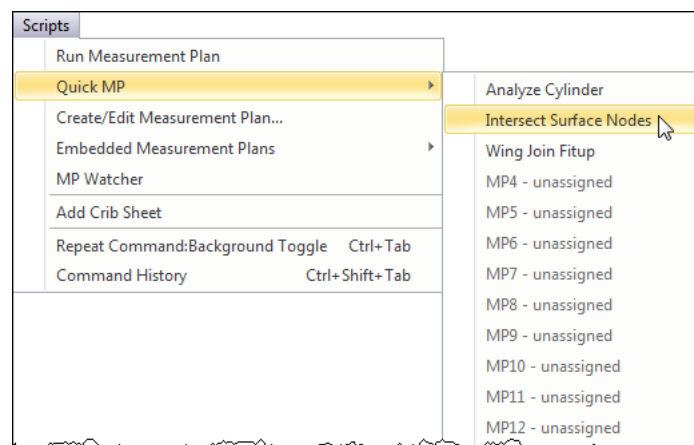 Scripts
Run Measurement Plan
Quick MP
Create/Edit Measurement Plan...
Embedded Measurement Plans
MP Watcher
Add Crib Sheet
Repeat Command:Background Toggle Ctrl+Tab
Command History Ctrl+Shift+Tab
Analyze Cylinder
Intersect Surface Nodes
Wing Join Fitup
MP4 - unassigned
MP5 - unassigned
MP6 - unassigned
MP7 - unassigned
MP8 - unassigned
MP9 - unassigned
MP10 - unassigned
MP11 - unassigned
MP12 - unassigned